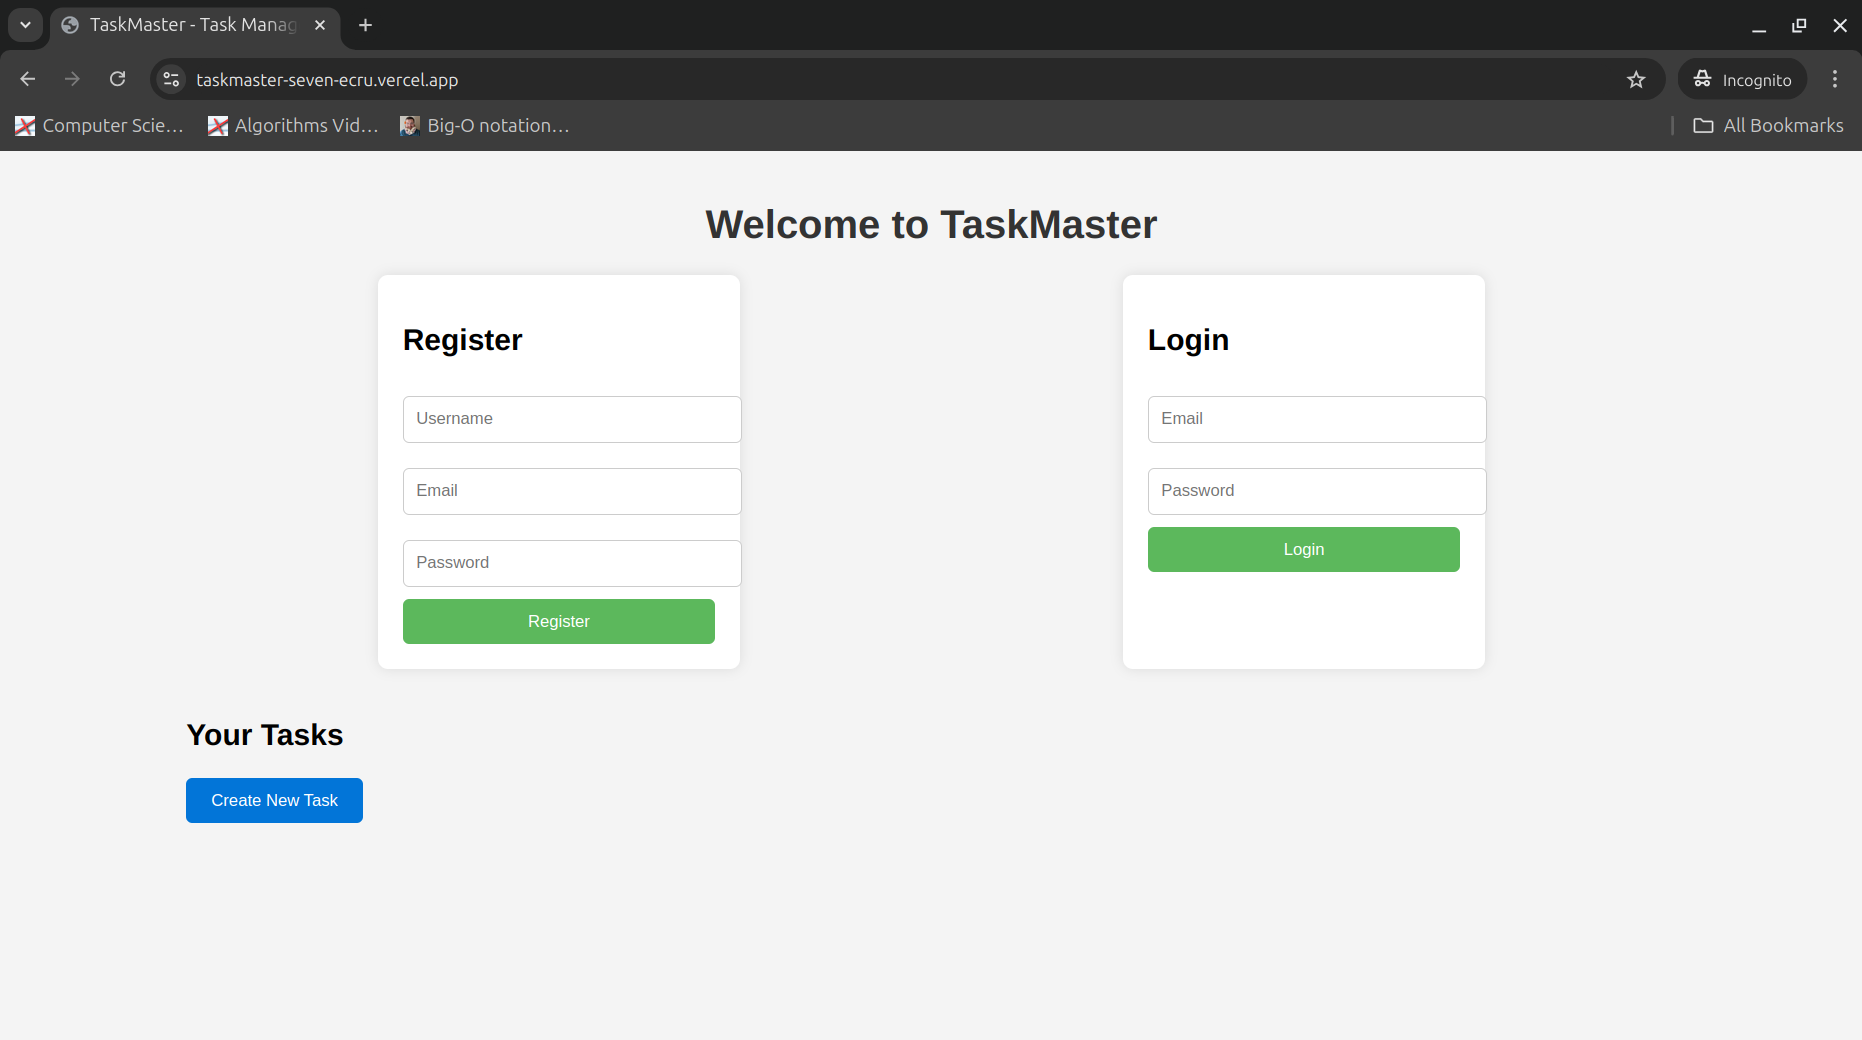 TaskMaster - Task Manag
taskmaster-seven-ecru.vercel.app
Incognito
Computer Scie...
Algorithms Vid...
Big-O notation...
All Bookmarks
Welcome to TaskMaster
Register
Username
Email
Password
Register
Login
Email
Password
Login
Your Tasks
Create New Task